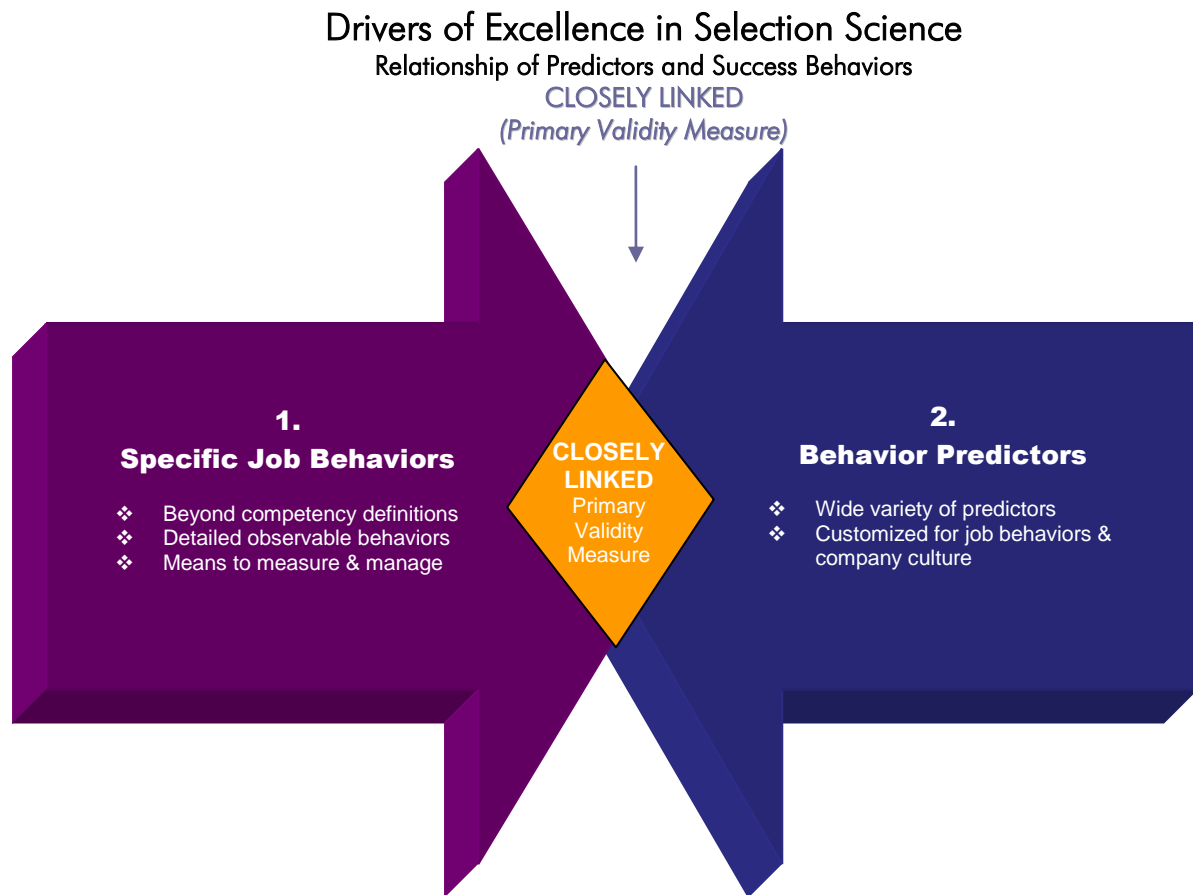 Drivers of Excellence in Selection Science
Relationship of Predictors and Success Behaviors
CLOSELY LINKED
(Primary Validity Measure)
1.
Specific Job Behaviors
❖ Beyond competency definitions
❖ Detailed observable behaviors
❖ Means to measure & manage
CLOSELY
LINKED
Primary
Validity
Measure
2.
Behavior Predictors
❖ Wide variety of predictors
❖ Customized for job behaviors &
company culture